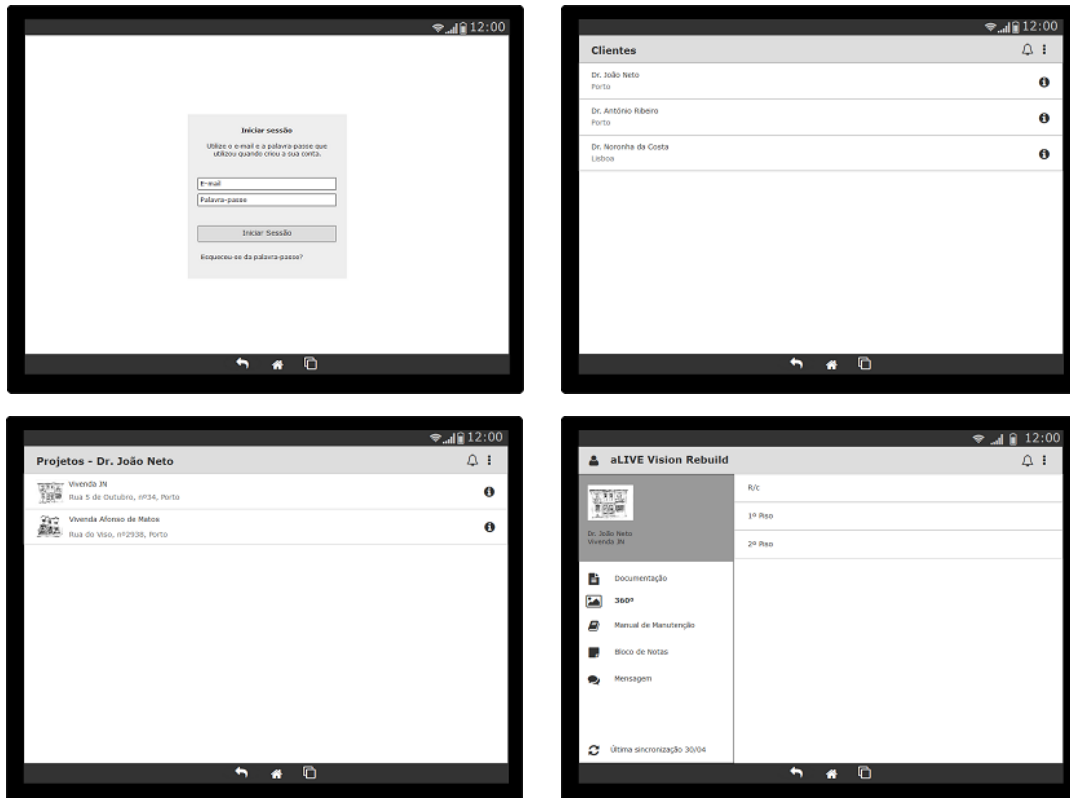 12:00
Iniciar sessão
Utilize o e-mail e a palavra-passe que
utilizou quando criou a sua conta.
E-mail
Palavra-passe
Iniciar Sessão
Esqueceu-se da palavra-passe?
12:00
Clientes
Dr. João Neto
Porto
Dr. António Ribeiro
Porto
Dr. Noronha da Costa
Lisboa
12:00
Projetos - Dr. João Neto
Vivenda JN
Rua 5 de Outubro, nº34, Porto
Vivenda Afonso de Matos
Rua do Viso, nº2938, Porto
12:00
aLIVE Vision Rebuild
Dr. João Neto
Vivenda JN
Documentação
360º
Manual de Manutenção
Bloco de Notas
Mensagem
Última sincronização 30/04
R/c
1º Piso
2º Piso